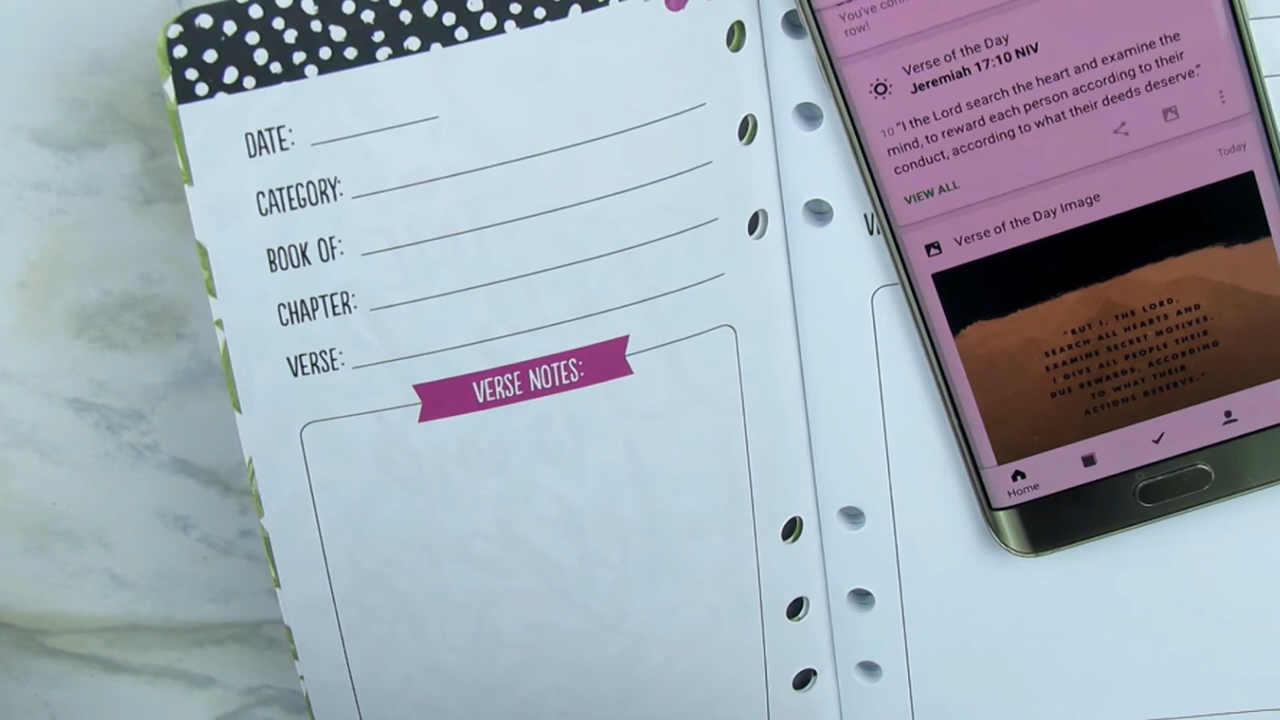 DATE:
CATEGORY:
BOOK OF:
CHAPTER:
VERSE:
VERSE NOTES:
row!
Verse of the Day
Jeremiah 17:10 NIV
10 "I the Lord search the heart and examine the
mind, to reward each person according to their
conduct, according to what their deeds deserve."
VIEW ALL
Today
Verse of the Day Image
"BUT I, THE LORD,
SEARCH ALL HEARTS AND
EXAMINE SECRET MOTIVES.
I GIVE ALL PEOPLE THEIR
DUE REWARDS, ACCORDING
TO WHAT THEIR
ACTIONS DESERVE."
Home